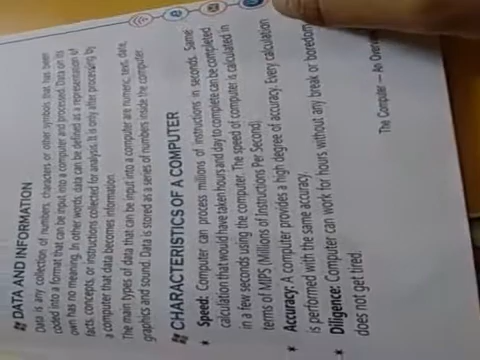 DATA AND INFORMATION
Data is any collection of numbers, characters or other symbols that has been
coded into a format that can be input into a computer and processed. Data on its
own has no meaning. In other words, data can be defined as a representation of
facts, concepts, or instructions collected for analysis. It is only after processing by
a computer that data becomes information.
The main types of data that can be input into a computer are numeric, text, date,
graphics and sound. Data is stored as a series of numbers inside the computer.
CHARACTERISTICS OF A COMPUTER
* Speed: Computer can process millions of instructions in seconds. Same
calculation that would have taken hours and day to complete can be completed
in a few seconds using the computer. The speed of computer is calculated in
terms of MIPS (Millions of Instructions Per Second).
* Accuracy: A computer provides a high degree of accuracy. Every calculation
is performed with the same accuracy.
* Diligence: Computer can work for hours without any break or boredom
does not get tired.
The Computer — An Overv